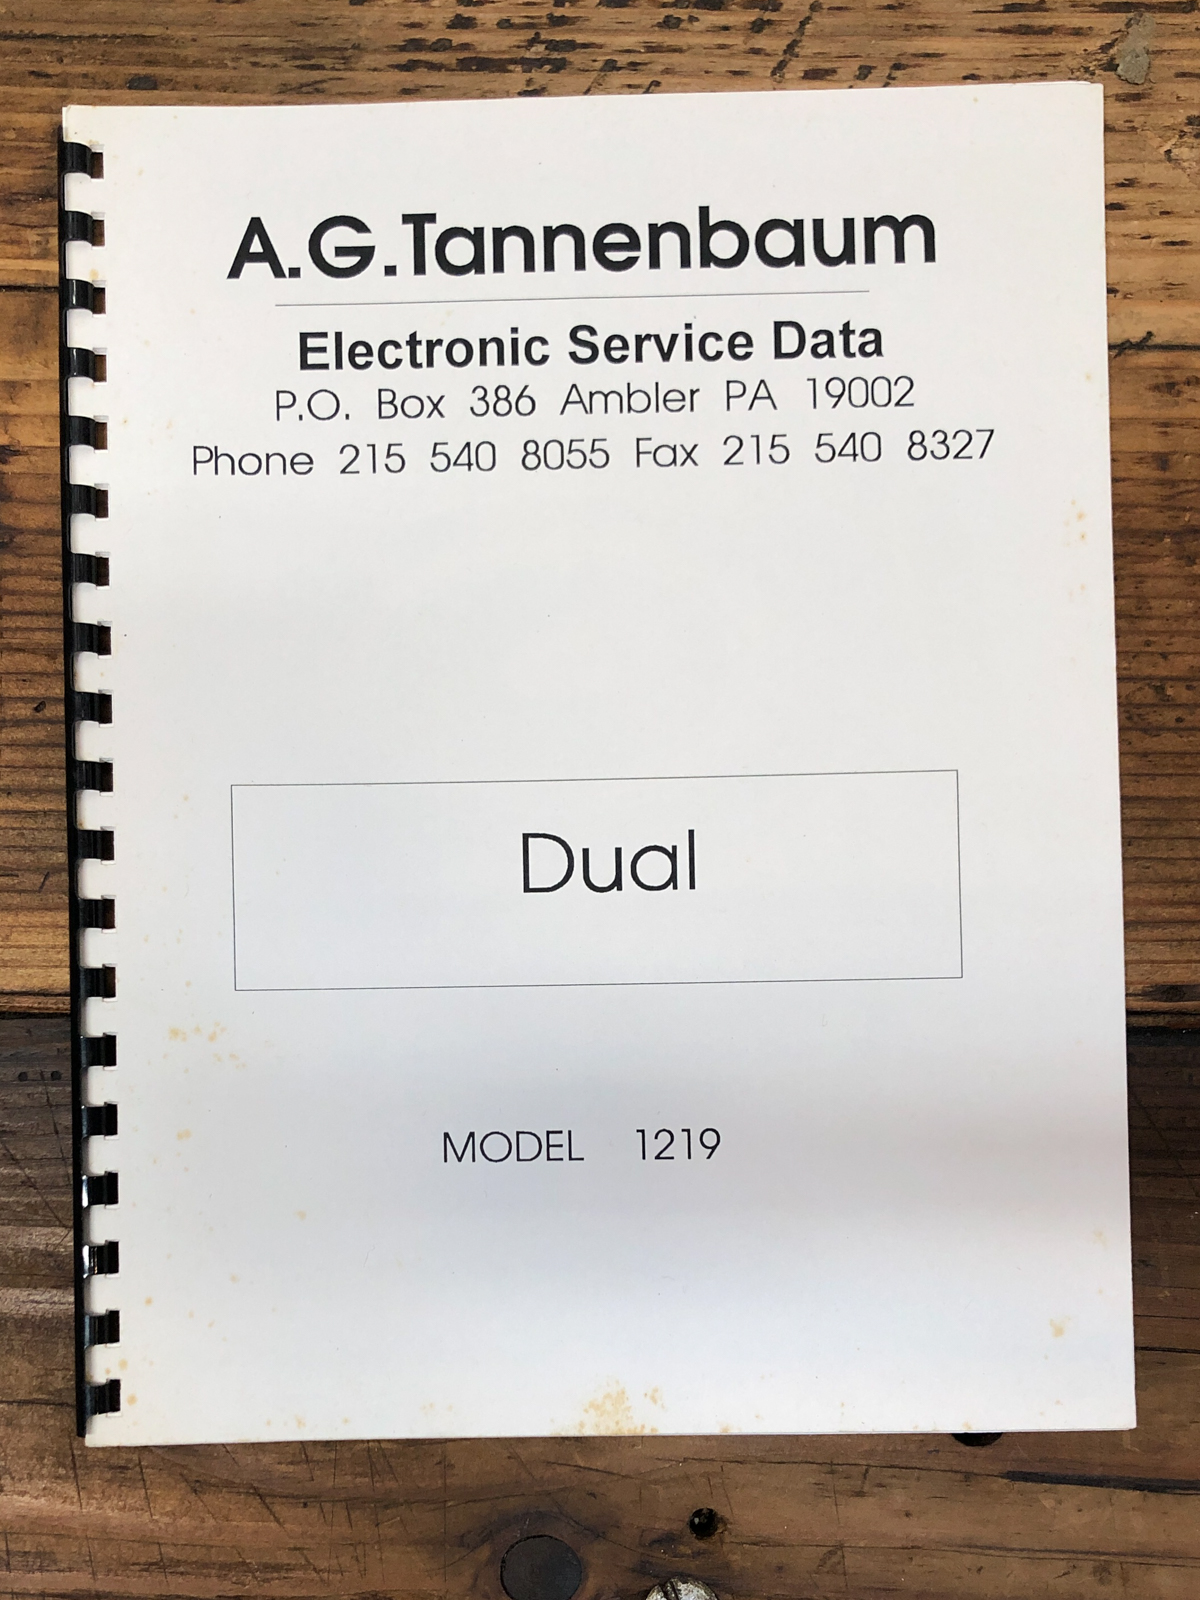 A.G.Tannenbaum
Electronic Service Data
P.O. Box 386 Ambler PA 19002
Phone 215 540 8055 Fax 215 540 8327
Dual
MODEL 1219